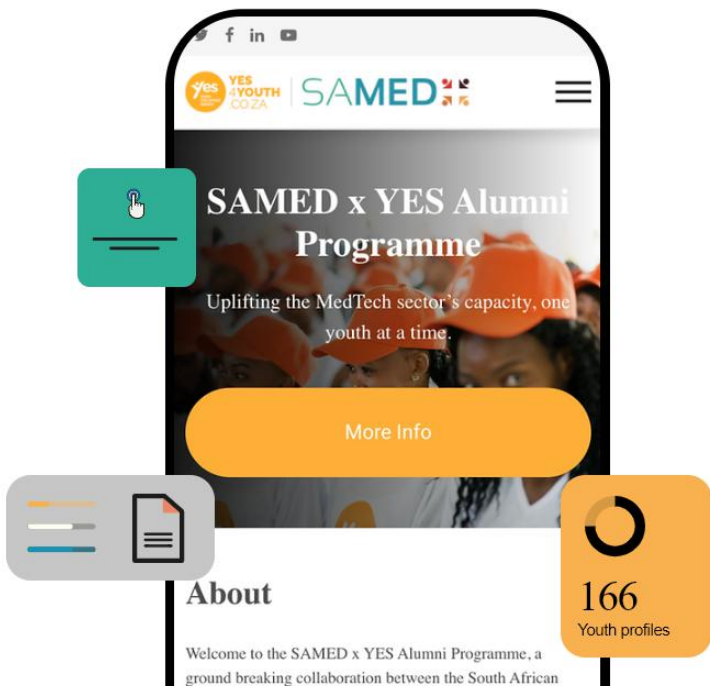 f in
Yes YES
4YOUTH
.CO.ZA
SAMED
SAMED x YES Alumni
Programme
Uplifting the MedTech sector's capacity, one
youth at a time.
More Info
166
Youth profiles
About
Welcome to the SAMED x YES Alumni Programme, a
ground breaking collaboration between the South African